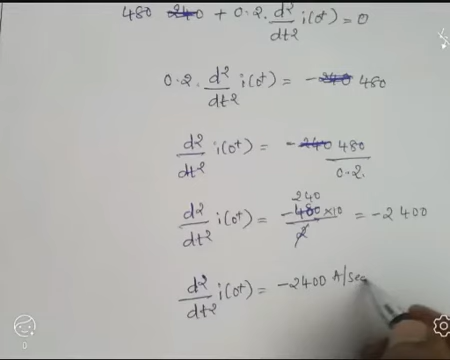 480 240 + 0.2. d²/dt² i(0⁺) = 0
0.2. d²/dt² i(0⁺) = - 240 480
d²/dt² i(0⁺) = - 240 480 / 0.2
d²/dt² i(0⁺) = 240 - 480 × 10 / 2 = - 2400
d²/dt² i(0⁺) = - 2400 A/sec
0